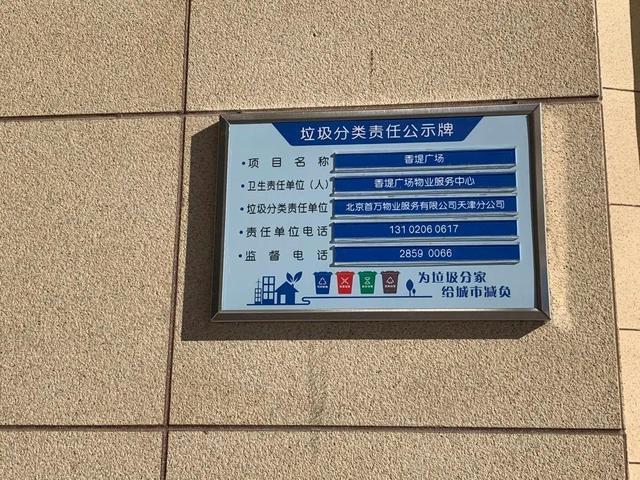 垃圾分类责任公示牌
·项目名称 香堤广场
·卫生责任单位（人） 香堤广场物业服务中心
·垃圾分类责任单位 北京首万物业服务有限公司天津分公司
·责任单位电话 131 0206 0617
·监督电话 2859 0066
为垃圾分家
给城市减负